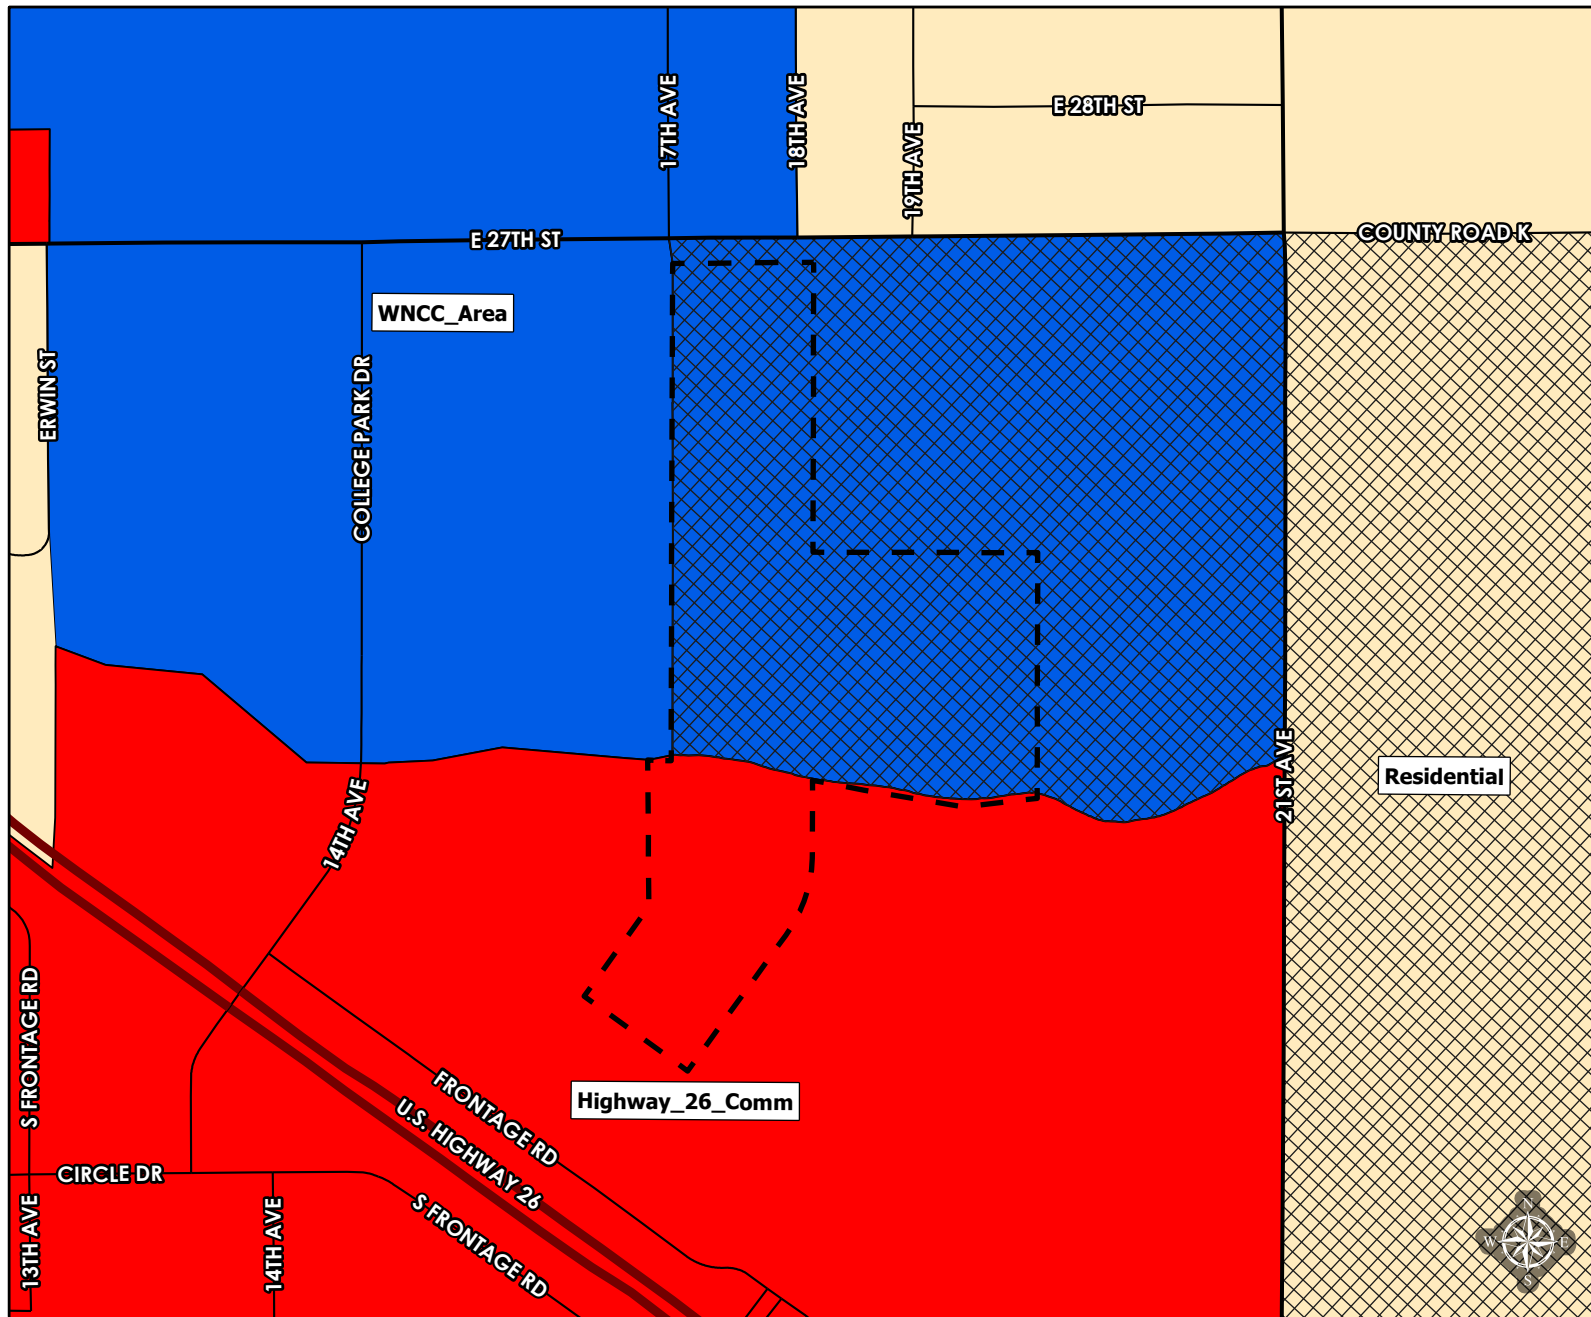 17TH AVE
18TH AVE
19TH AVE
E 28TH ST
E 27TH ST
COUNTY ROAD K
WNCC_Area
ERWIN ST
COLLEGE PARK DR
21ST AVE
Residential
14TH AVE
S FRONTAGE RD
FRONTAGE RD
U.S. HIGHWAY 26
Highway_26_Comm
CIRCLE DR
13TH AVE
14TH AVE
S FRONTAGE RD
N
W
E
S